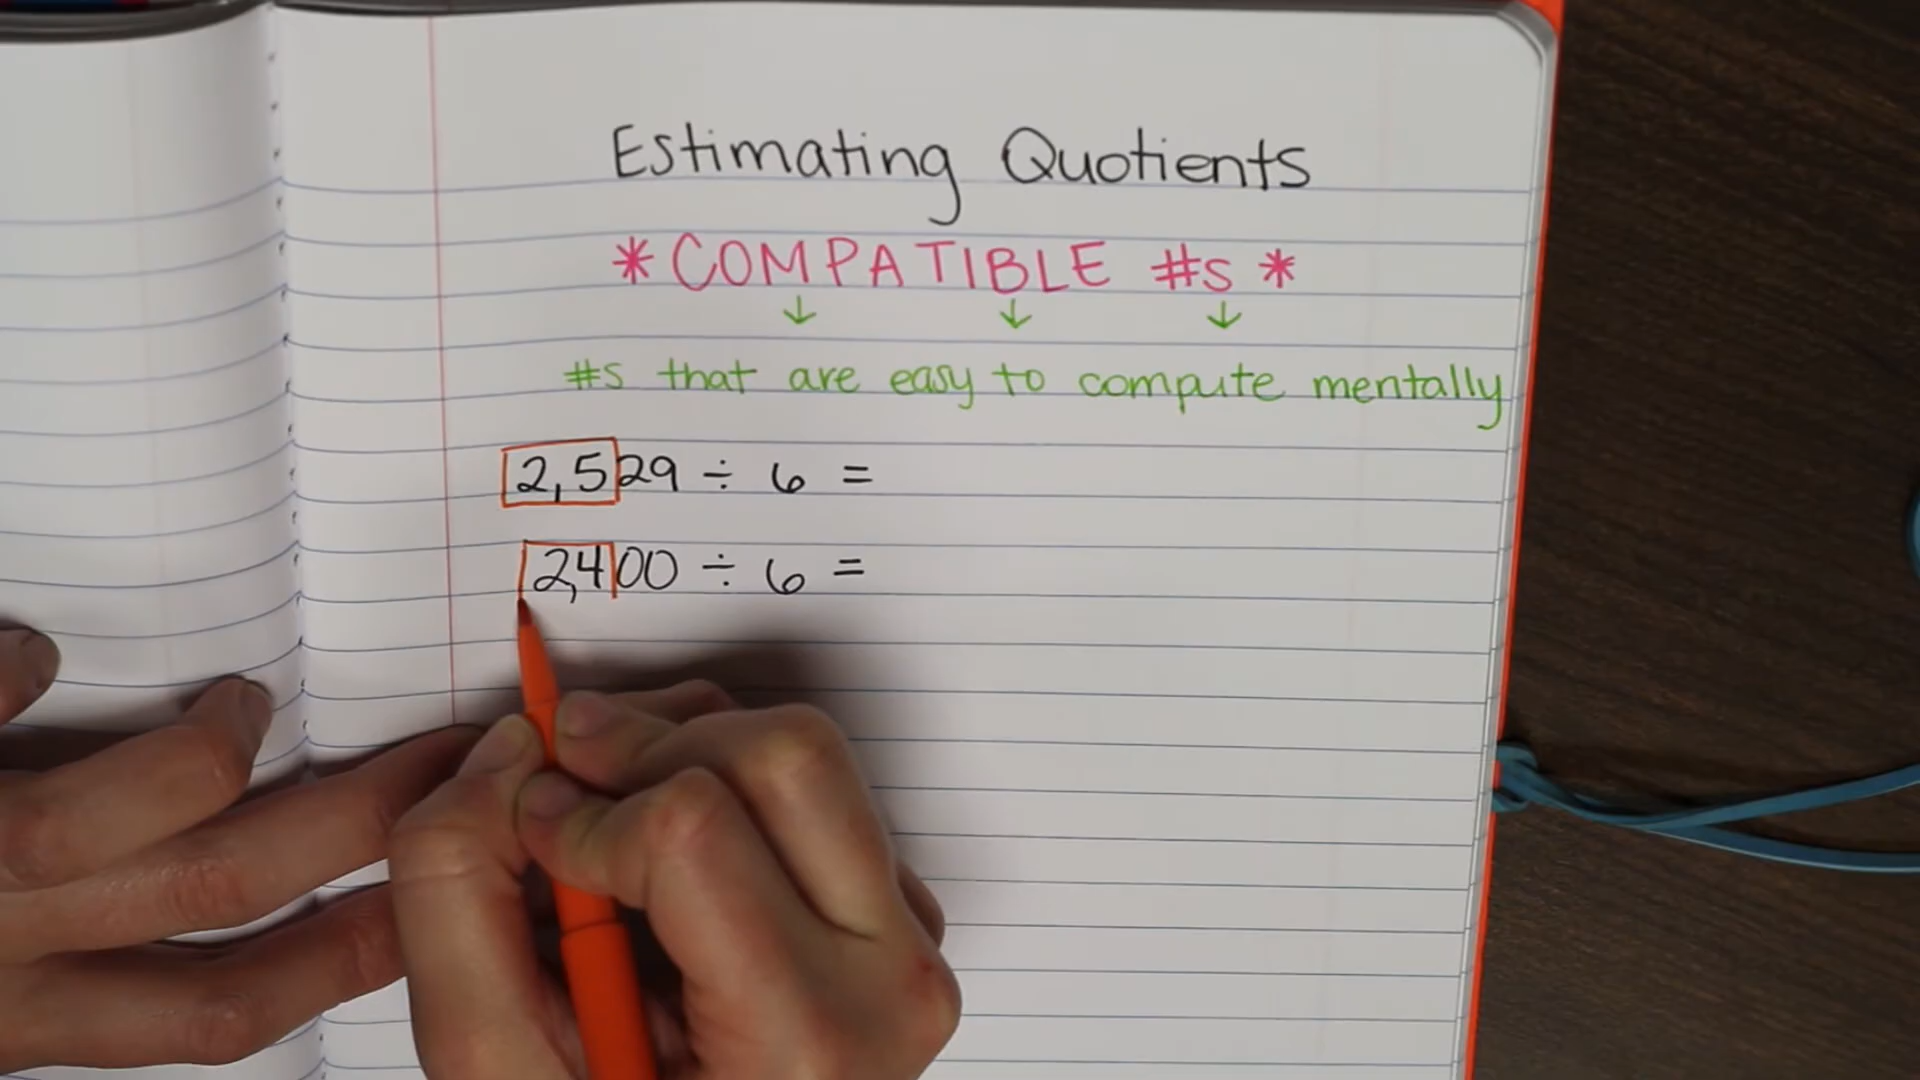 Estimating Quotients
* COMPATIBLE #s *
↓ ↓ ↓
#s that are easy to compute mentally
2,529 ÷ 6 =
2,400 ÷ 6 =